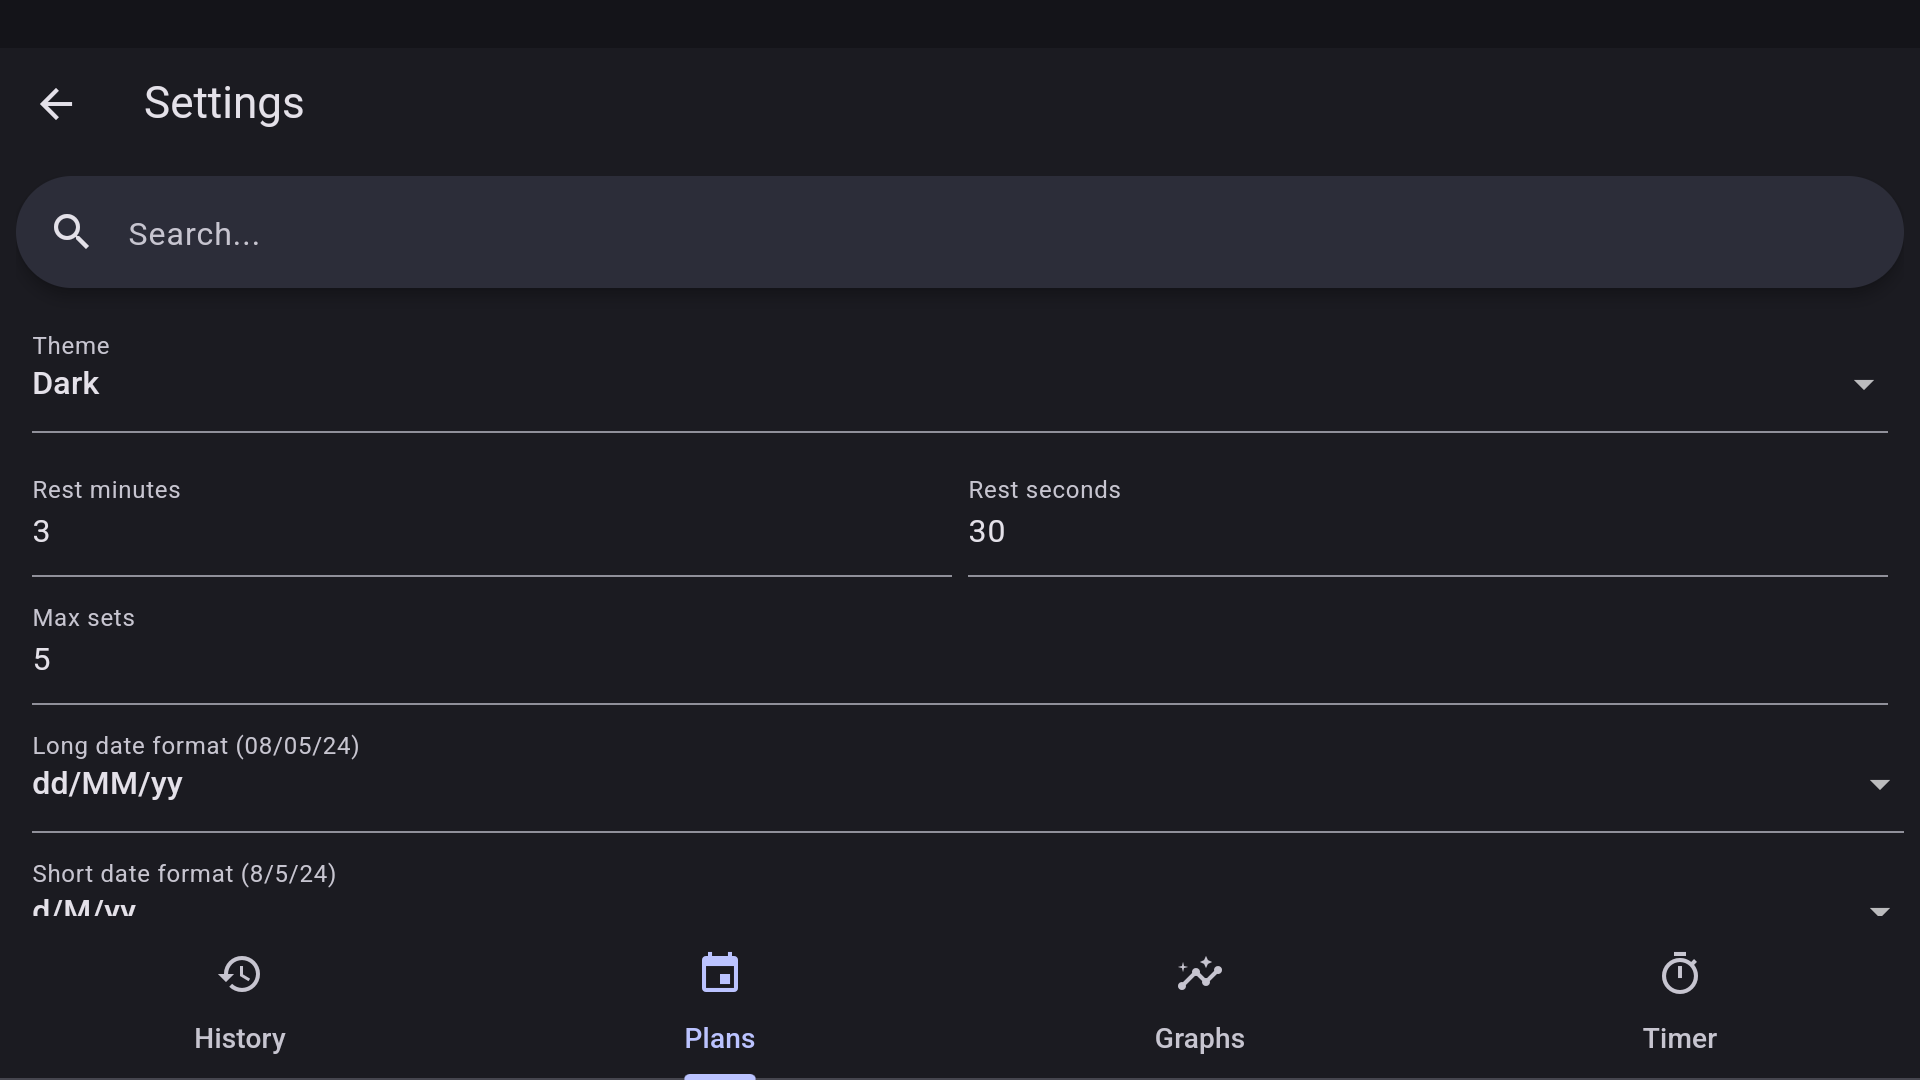 Settings
Search...
Theme
Dark
Rest minutes
3
Rest seconds
30
Max sets
5
Long date format (08/05/24)
dd/MM/yy
Short date format (8/5/24)
d/M/yy
History
Plans
Graphs
Timer